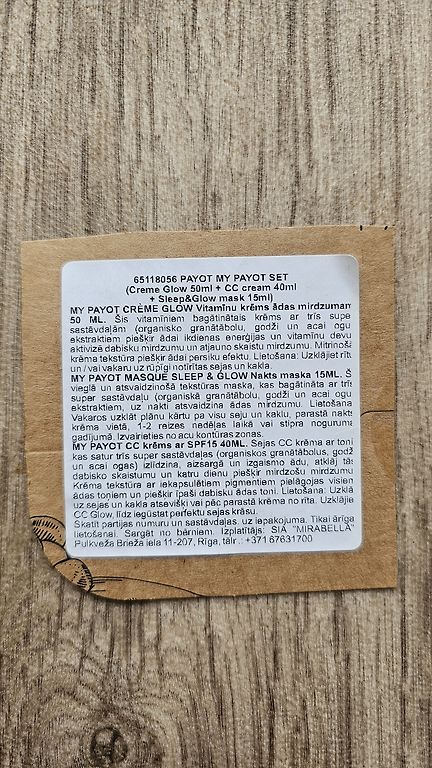 65118056 PAYOT MY PAYOT SET
(Creme Glow 50ml + CC cream 40ml
+ Sleep&Glow mask 15ml)
MY PAYOT CRÈME GLOW Vitamīnu krēms ādas mirdzumam
50 ML. Šis vitamīniem bagātinātais krēms ar trīs supe
sastāvdaļām (organisko granātābolu, godži un acai ogu
ekstraktiem piešķir ādai ikdienas enerģijas un vitamīnu devu
aktivizē dabisku mirdzumu un atjauno skaistu mirdzumu. Mitrinoši
krēma tekstūra piešķir ādai persiku efektu. Lietošana: Uzklājiet rītu
un / vai vakaru uz rūpīgi notīrītas sejas un kakla.
MY PAYOT MASQUE SLEEP & GLOW Nakts maska 15ML. Š
vieglā un atsvaidzinošā tekstūras maska, kas bagātināta ar trīs
super sastāvdaļu (organiskā granātābolu, godži un acai ogu
ekstraktiem, uz nakti atsvaidzina ādas mirdzumu. Lietošana
Vakaros uzklāt plānu kārtu pa visu seju un kaklu, parastā nakts
krēma vietā, 1-2 reizes nedēļas laikā vai stipra noguruma
gadījumā. Izvairieties no acu kontūras zonas.
MY PAYOT CC krēms ar SPF15 40ML. Sejas CC krēma ar toni
kas satur trīs super sastāvdaļas (organiskos granātābolus, godž
un acai ogas) izlīdzina, aizsargā un izgaismo ādu, atklāj tās
dabisko skaistumu un katru dienu piešķir mirdzošu mirdzumu
Krēma tekstūra ar iekapsulētiem pigmentiem pielāgojas visien
ādas toņiem un piešķir īpaši dabisku ādas toni. Lietošana: Uzklā
uz sejas un kakla atsevišķi vai pēc parastā krēma no rīta. Uzklājie
CC Glow, līdz iegūstat perfektu sejas krāsu.
Skatīt partijas numuru un sastāvdaļas, uz iepakojuma. Tikai ārīga
lietošanai. Sargāt no bērniem. Izplatītājs: SIA "MIRABELLA"
Pulkveža Brieža iela 11-207, Rīga, tālr.: +371 67631700